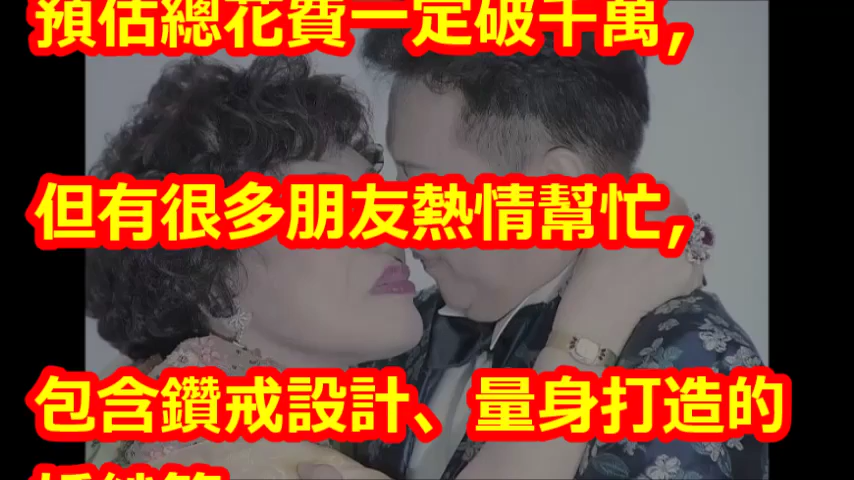 預估總花費一定破千萬,
但有很多朋友熱情幫忙,
包含鑽戒設計、量身打造的